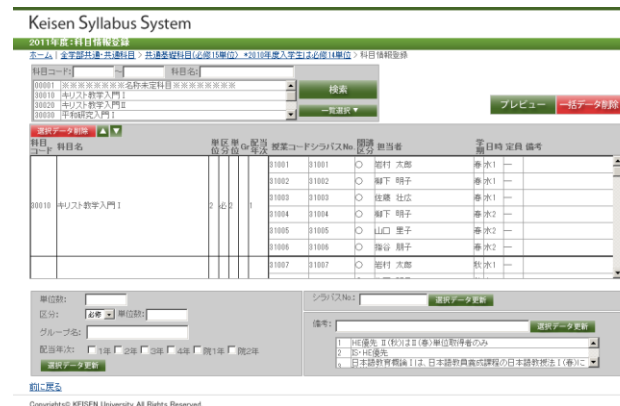 Keisen Syllabus System
2011年度:科目情報登録
ホーム | 全学部共通・共通科目 > 共通基礎科目(必修15単位) *2010年度入学生は必修14単位 > 科目情報登録
科目コード: ～ 科目名:
00001 ※※※※※※※※名称未定科目※※※※※※※※
30010 キリスト教学入門Ⅰ
30020 キリスト教学入門Ⅱ
30030 平和研究入門Ⅰ
検索
一覧選択▼
プレビュー 一括データ削除
選択データ削除 ▲ ▼
科目コード 科目名 単位 区分 単位 Gr 配当年次 授業コード シラバスNo. 開講区分 担当者 学期 日時 定員 備考
30010 キリスト教学入門Ⅰ 2 必 2 1
31001 31001 ○ 岩村 太郎 春 水1 —
31002 31002 ○ 柳下 明子 春 水1 —
31003 31003 ○ 佐藤 壮広 春 水1 —
31004 31004 ○ 柳下 明子 春 水2 —
31005 31005 ○ 山口 里子 春 水2 —
31006 31006 ○ 指谷 朋子 春 水2 —
31007 31007 ○ 岩村 太郎 秋 水1 —
単位数:
区分: 必修 単位数:
グループ名:
配当年次: 1年 2年 3年 4年 院1年 院2年
選択データ更新
シラバスNo.: 選択データ更新
備考: 選択データ更新
1 HE優先 Ⅱ(秋)はⅡ(春)単位取得者のみ
2 IS・HE優先
3 日本語教育概論Ⅰは、日本語教員養成課程の日本語教授法Ⅰ(春)に
前に戻る
Copyright© KEISEN University All Rights Reserved.